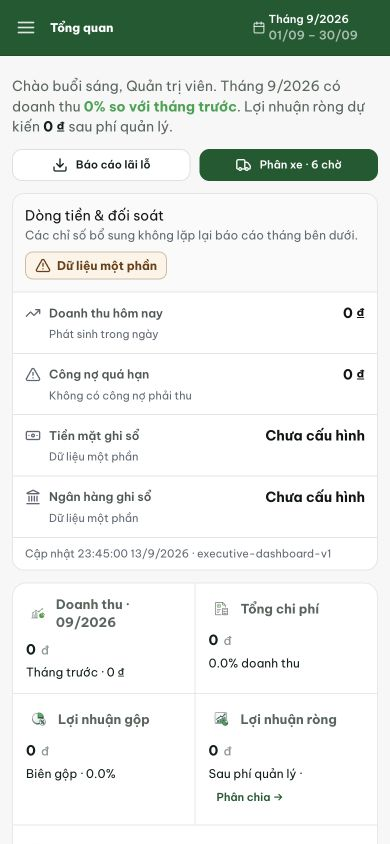 Tổng quan
Tháng 9/2026
01/09 – 30/09
Chào buổi sáng, Quản trị viên. Tháng 9/2026 có
doanh thu 0% so với tháng trước. Lợi nhuận ròng dự
kiến 0 ₫ sau phí quản lý.
Báo cáo lãi lỗ
Phân xe · 6 chờ
Dòng tiền & đối soát
Các chỉ số bổ sung không lặp lại báo cáo tháng bên dưới.
Dữ liệu một phần
Doanh thu hôm nay
0 ₫
Phát sinh trong ngày
Công nợ quá hạn
0 ₫
Không có công nợ phải thu
Tiền mặt ghi sổ
Chưa cấu hình
Dữ liệu một phần
Ngân hàng ghi sổ
Chưa cấu hình
Dữ liệu một phần
Cập nhật 23:45:00 13/9/2026 · executive-dashboard-v1
Doanh thu ·
09/2026
0 đ
Tháng trước · 0 ₫
Tổng chi phí
0 đ
0.0% doanh thu
Lợi nhuận gộp
0 đ
Biên gộp · 0.0%
Lợi nhuận ròng
0 đ
Sau phí quản lý ·
Phân chia →